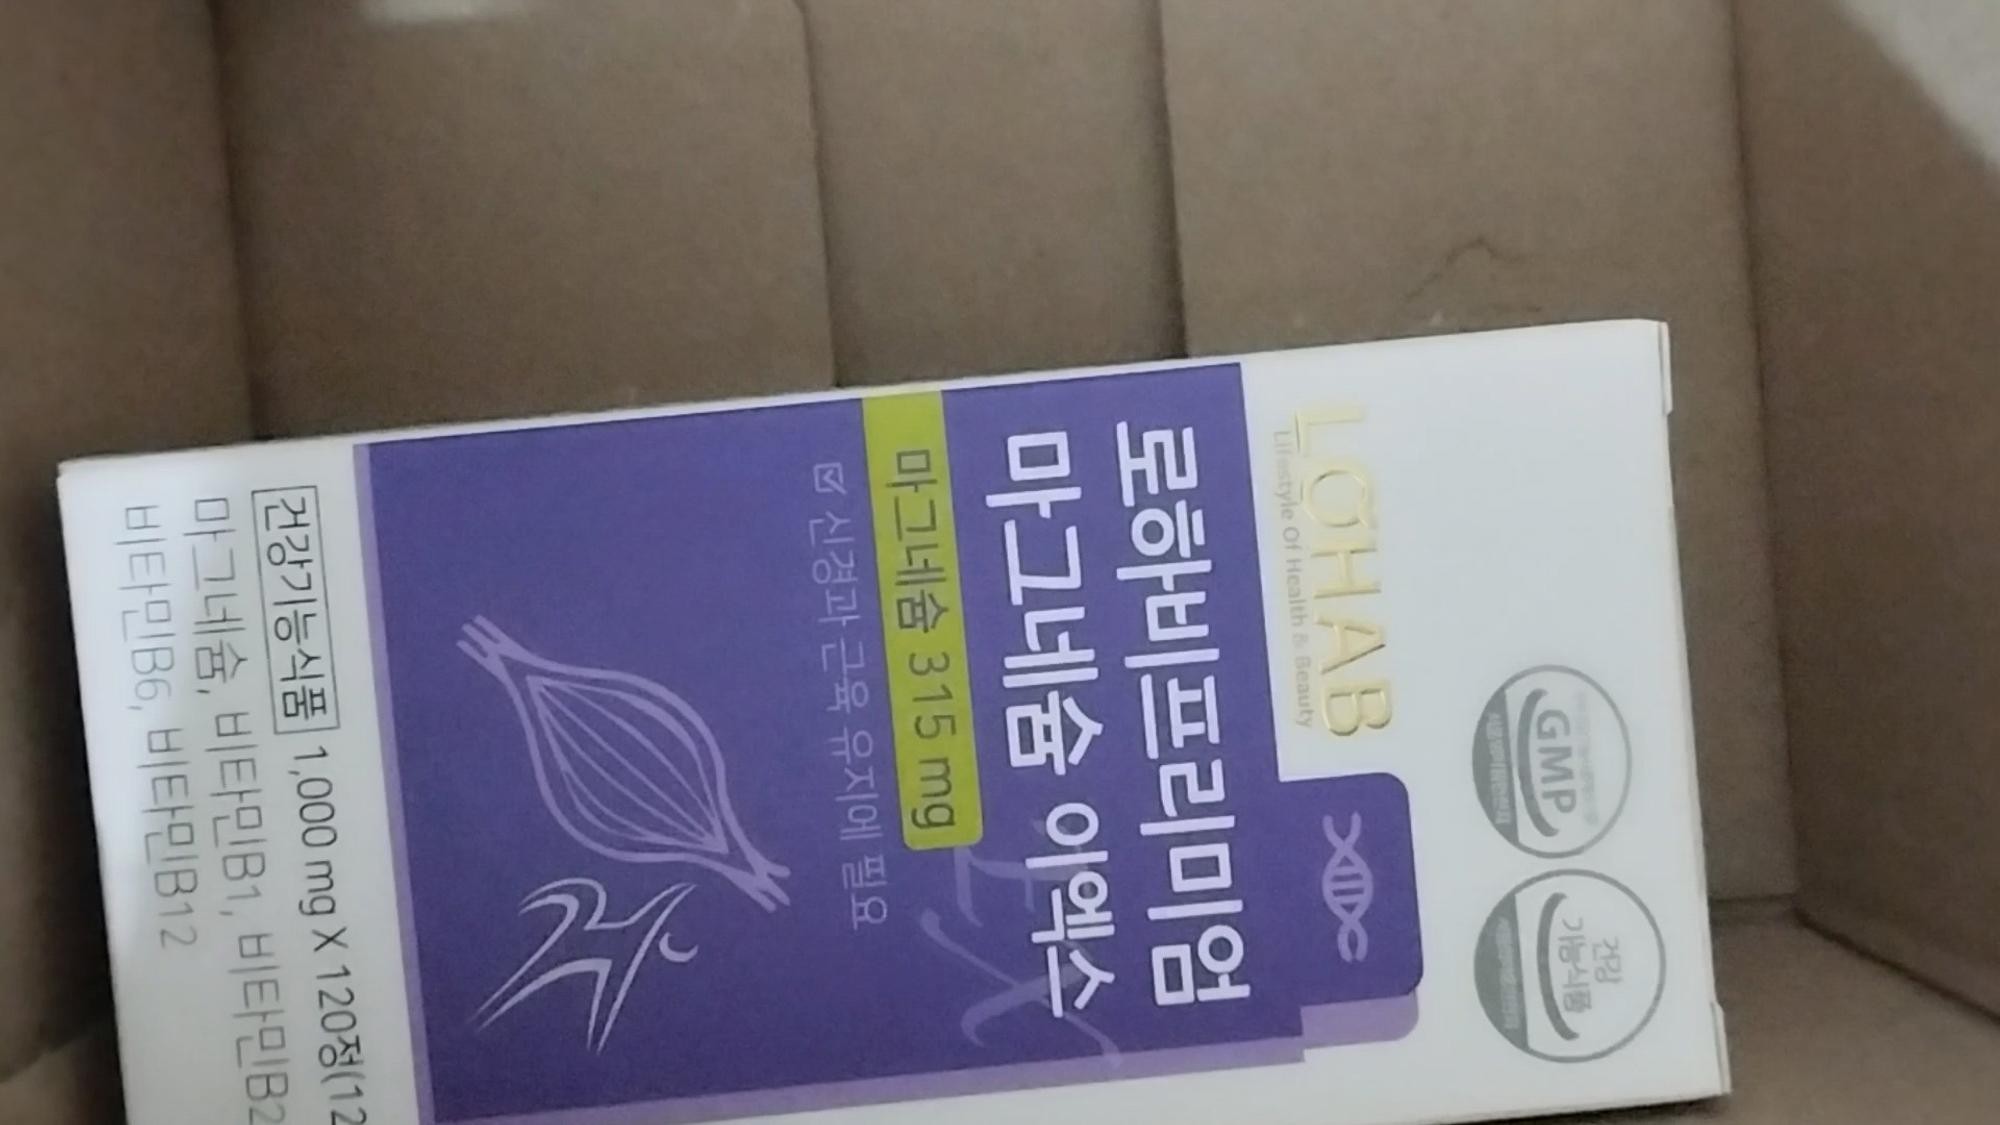 GMP
건강
기능식품
LOHAB
Lifestyle Of Health & Beauty
로하비프리미엄
마그네슘 이엑스
마그네슘 315 mg
신경과 근육 유지에 필요
건강기능식품 1,000 mg X 120정(12
마그네슘, 비타민B1, 비타민B2
비타민B6, 비타민B12